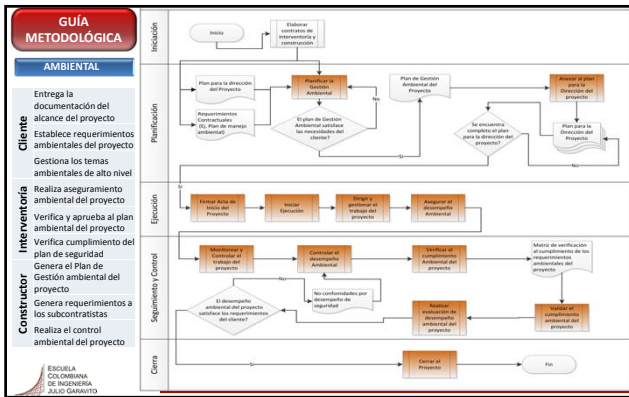 GUÍA
METODOLÓGICA
AMBIENTAL
Cliente
Entrega la
documentación del
alcance del proyecto
Establece requerimientos
ambientales del proyecto
Gestiona los temas
ambientales de alto nivel
Interventoría
Realiza aseguramiento
ambiental del proyecto
Verifica y aprueba al plan
ambiental del proyecto
Verifica cumplimiento del
plan de seguridad
Constructor
Genera el Plan de
Gestión ambiental del
proyecto
Genera requerimientos a
los subcontratistas
Realiza el control
ambiental del proyecto
ESCUELA
COLOMBIANA
DE INGENIERÍA
JULIO GARAVITO
Iniciación
Inicio
Elaborar
contratos de
interventoría y
construcción
Planificación
Plan para la dirección
del Proyecto
Requerimientos
Contractuales
(Ej. Plan de manejo
ambiental)
Planificar la
Gestión
Ambiental
No
El plan de Gestión
Ambiental satisface
las necesidades del
cliente?
Si
Plan de Gestión
Ambiental del
Proyecto
Anexar al plan
para la
Dirección del
proyecto
Se encuentra
completo el plan
para la dirección del
proyecto?
Plan para la
Dirección del
Proyecto
No
Si
Ejecución
Firmar Acta de
Inicio del
Proyecto
Iniciar
Ejecución
Dirigir y
gestionar el
trabajo del
proyecto
Asegurar el
desempeño
Ambiental
Seguimiento y Control
Monitorear y
Controlar el
trabajo del
proyecto
Controlar el
desempeño
Ambiental
Verificar el
cumplimiento
Ambiental del
proyecto
Matriz de verificación
al cumplimiento de los
requerimientos
ambientales del
proyecto
No
No conformidades por
desempeño de
seguridad
El desempeño
ambiental del proyecto
satisface los requerimientos
del cliente?
Realizar
evaluación de
desempeño
ambiental del
proyecto
Validar el
cumplimiento
ambiental del
proyecto
Cierra
Si
Cerrar el
Proyecto
Fin